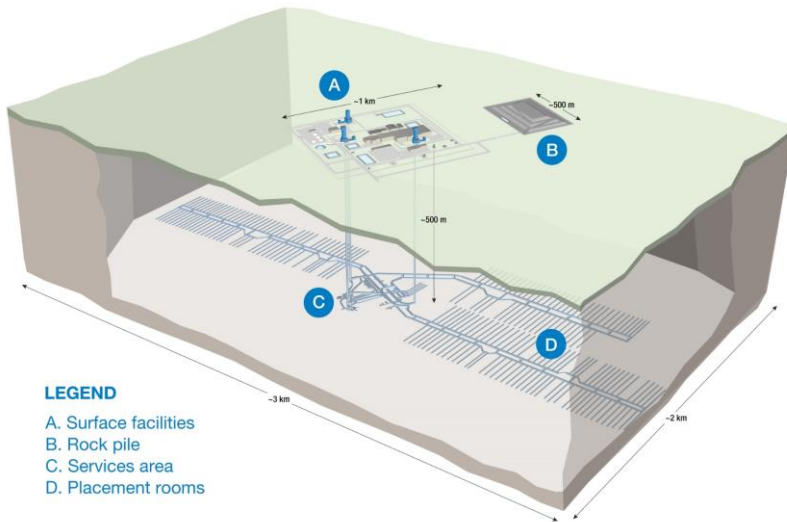 A
~1 km
~500 m
B
~500 m
C
D
~3 km
~2 km
LEGEND
A. Surface facilities
B. Rock pile
C. Services area
D. Placement rooms